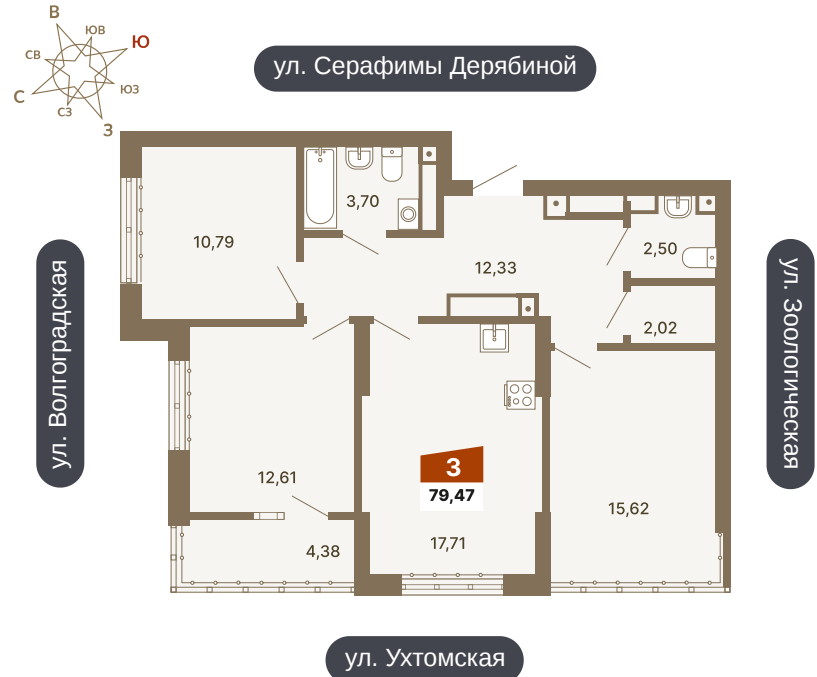 В
ЮВ
Ю
СВ
ЮЗ
С
СЗ
З
ул. Серафимы Дерябиной
3,70
10,79
2,50
12,33
ул. Волгоградская
ул. Зоологическая
2,02
3
12,61
79,47
15,62
4,38
17,71
ул. Ухтомская